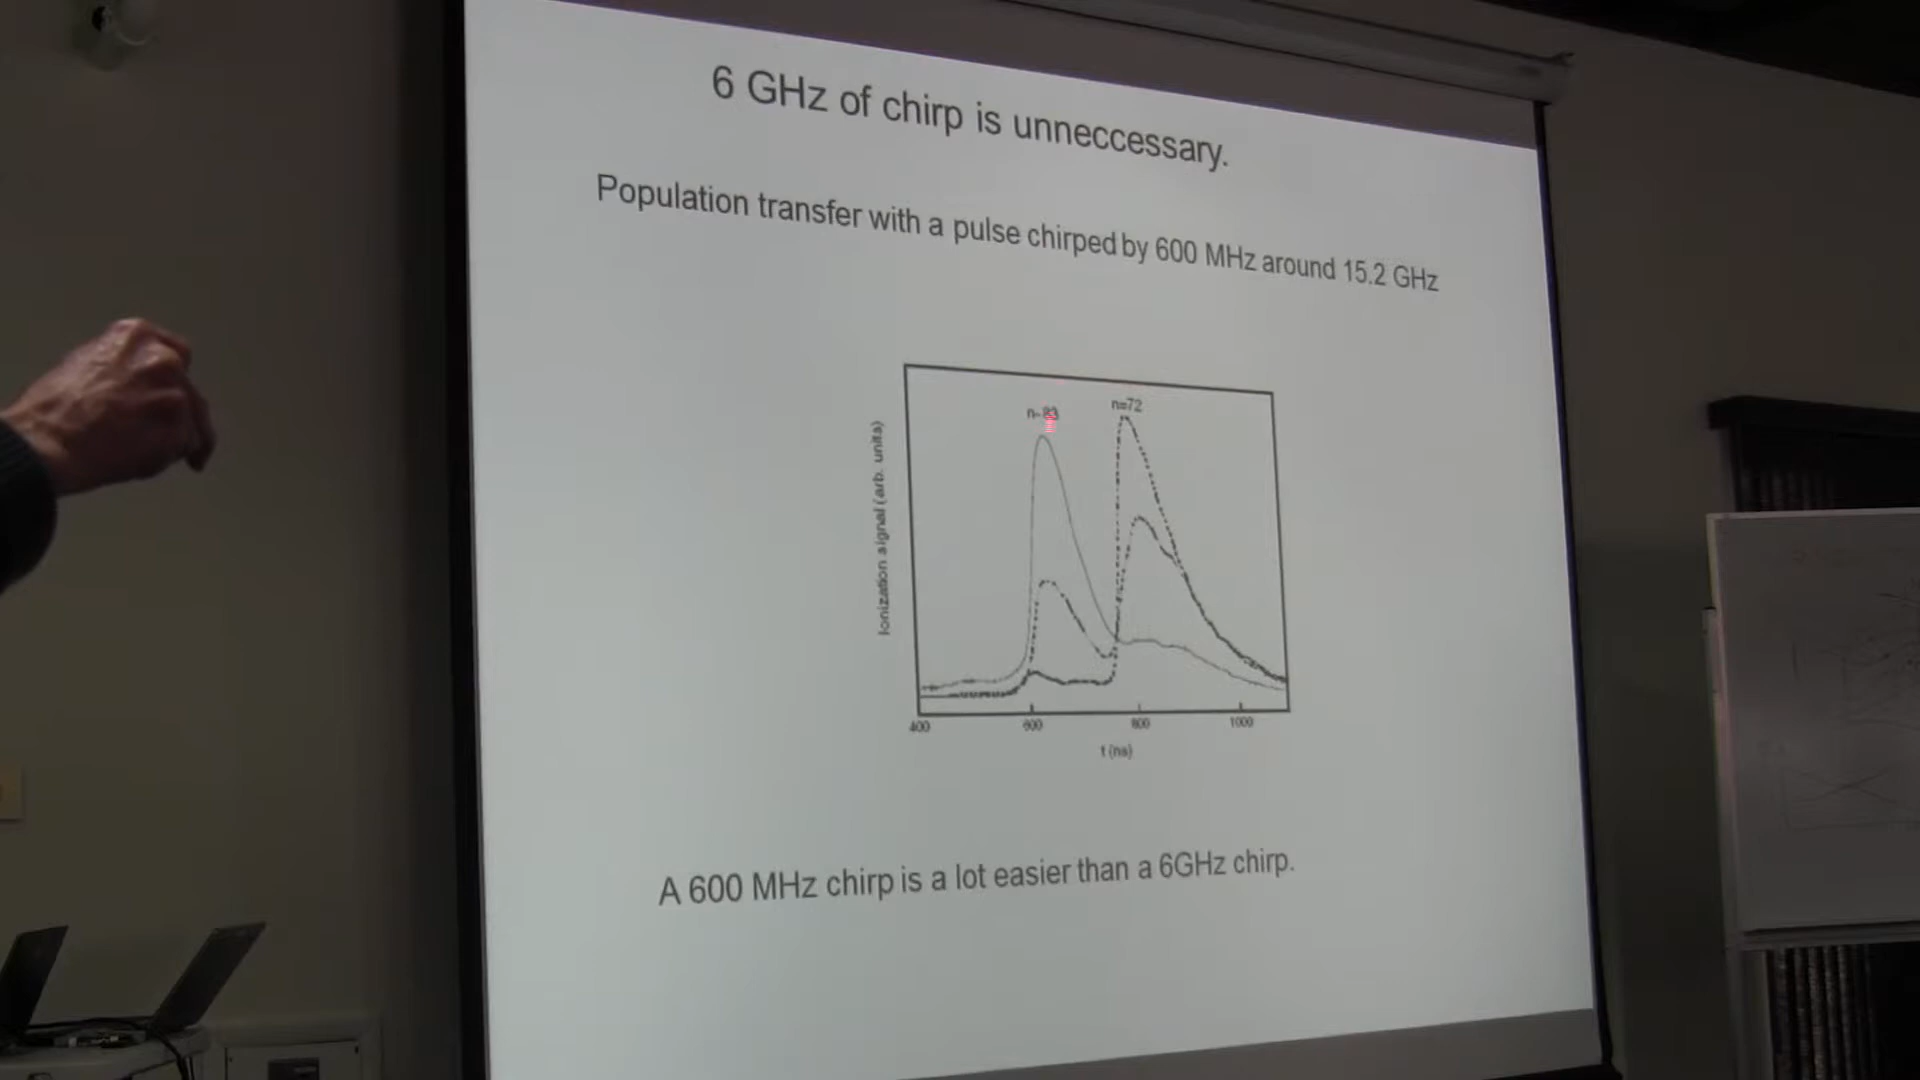 6 GHz of chirp is unneccessary.
Population transfer with a pulse chirped by 600 MHz around 15.2 GHz
n=72
Ionization signal (arb. units)
400 600 800 1000
t (ns)
A 600 MHz chirp is a lot easier than a 6GHz chirp.